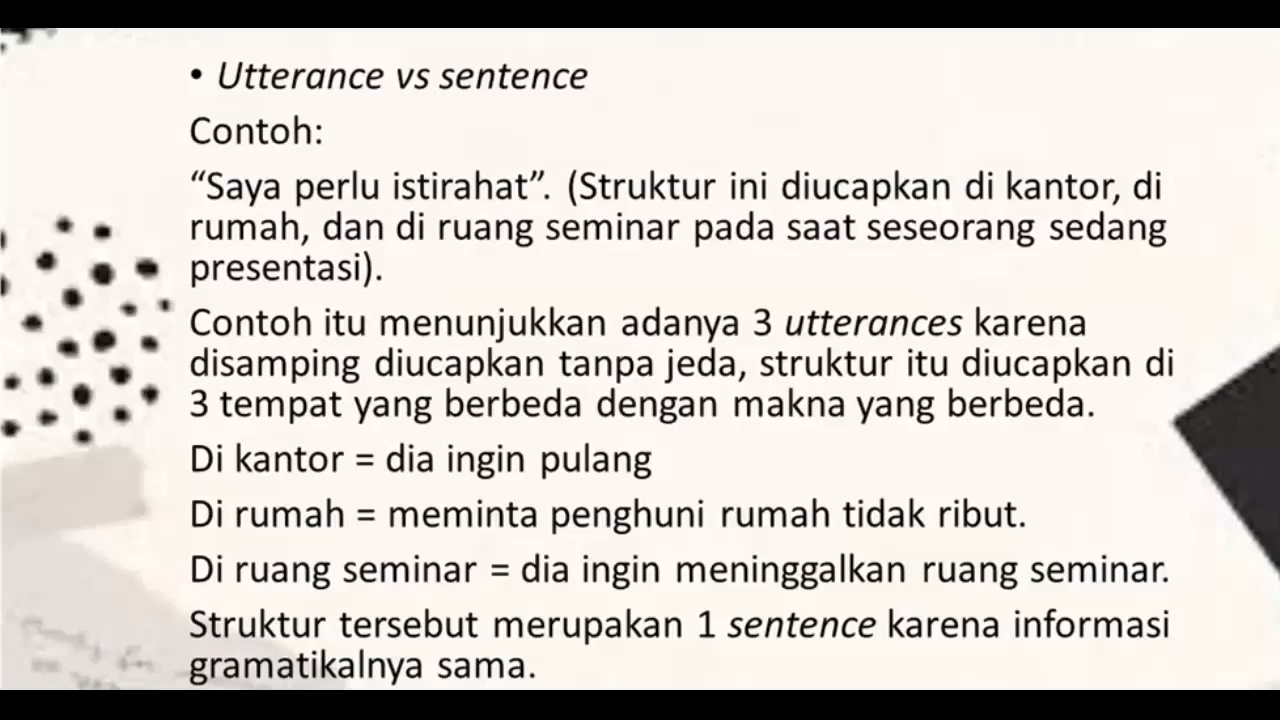 • Utterance vs sentence
Contoh:
“Saya perlu istirahat”. (Struktur ini diucapkan di kantor, di
rumah, dan di ruang seminar pada saat seseorang sedang
presentasi).
Contoh itu menunjukkan adanya 3 utterances karena
disamping diucapkan tanpa jeda, struktur itu diucapkan di
3 tempat yang berbeda dengan makna yang berbeda.
Di kantor = dia ingin pulang
Di rumah = meminta penghuni rumah tidak ribut.
Di ruang seminar = dia ingin meninggalkan ruang seminar.
Struktur tersebut merupakan 1 sentence karena informasi
gramatikalnya sama.